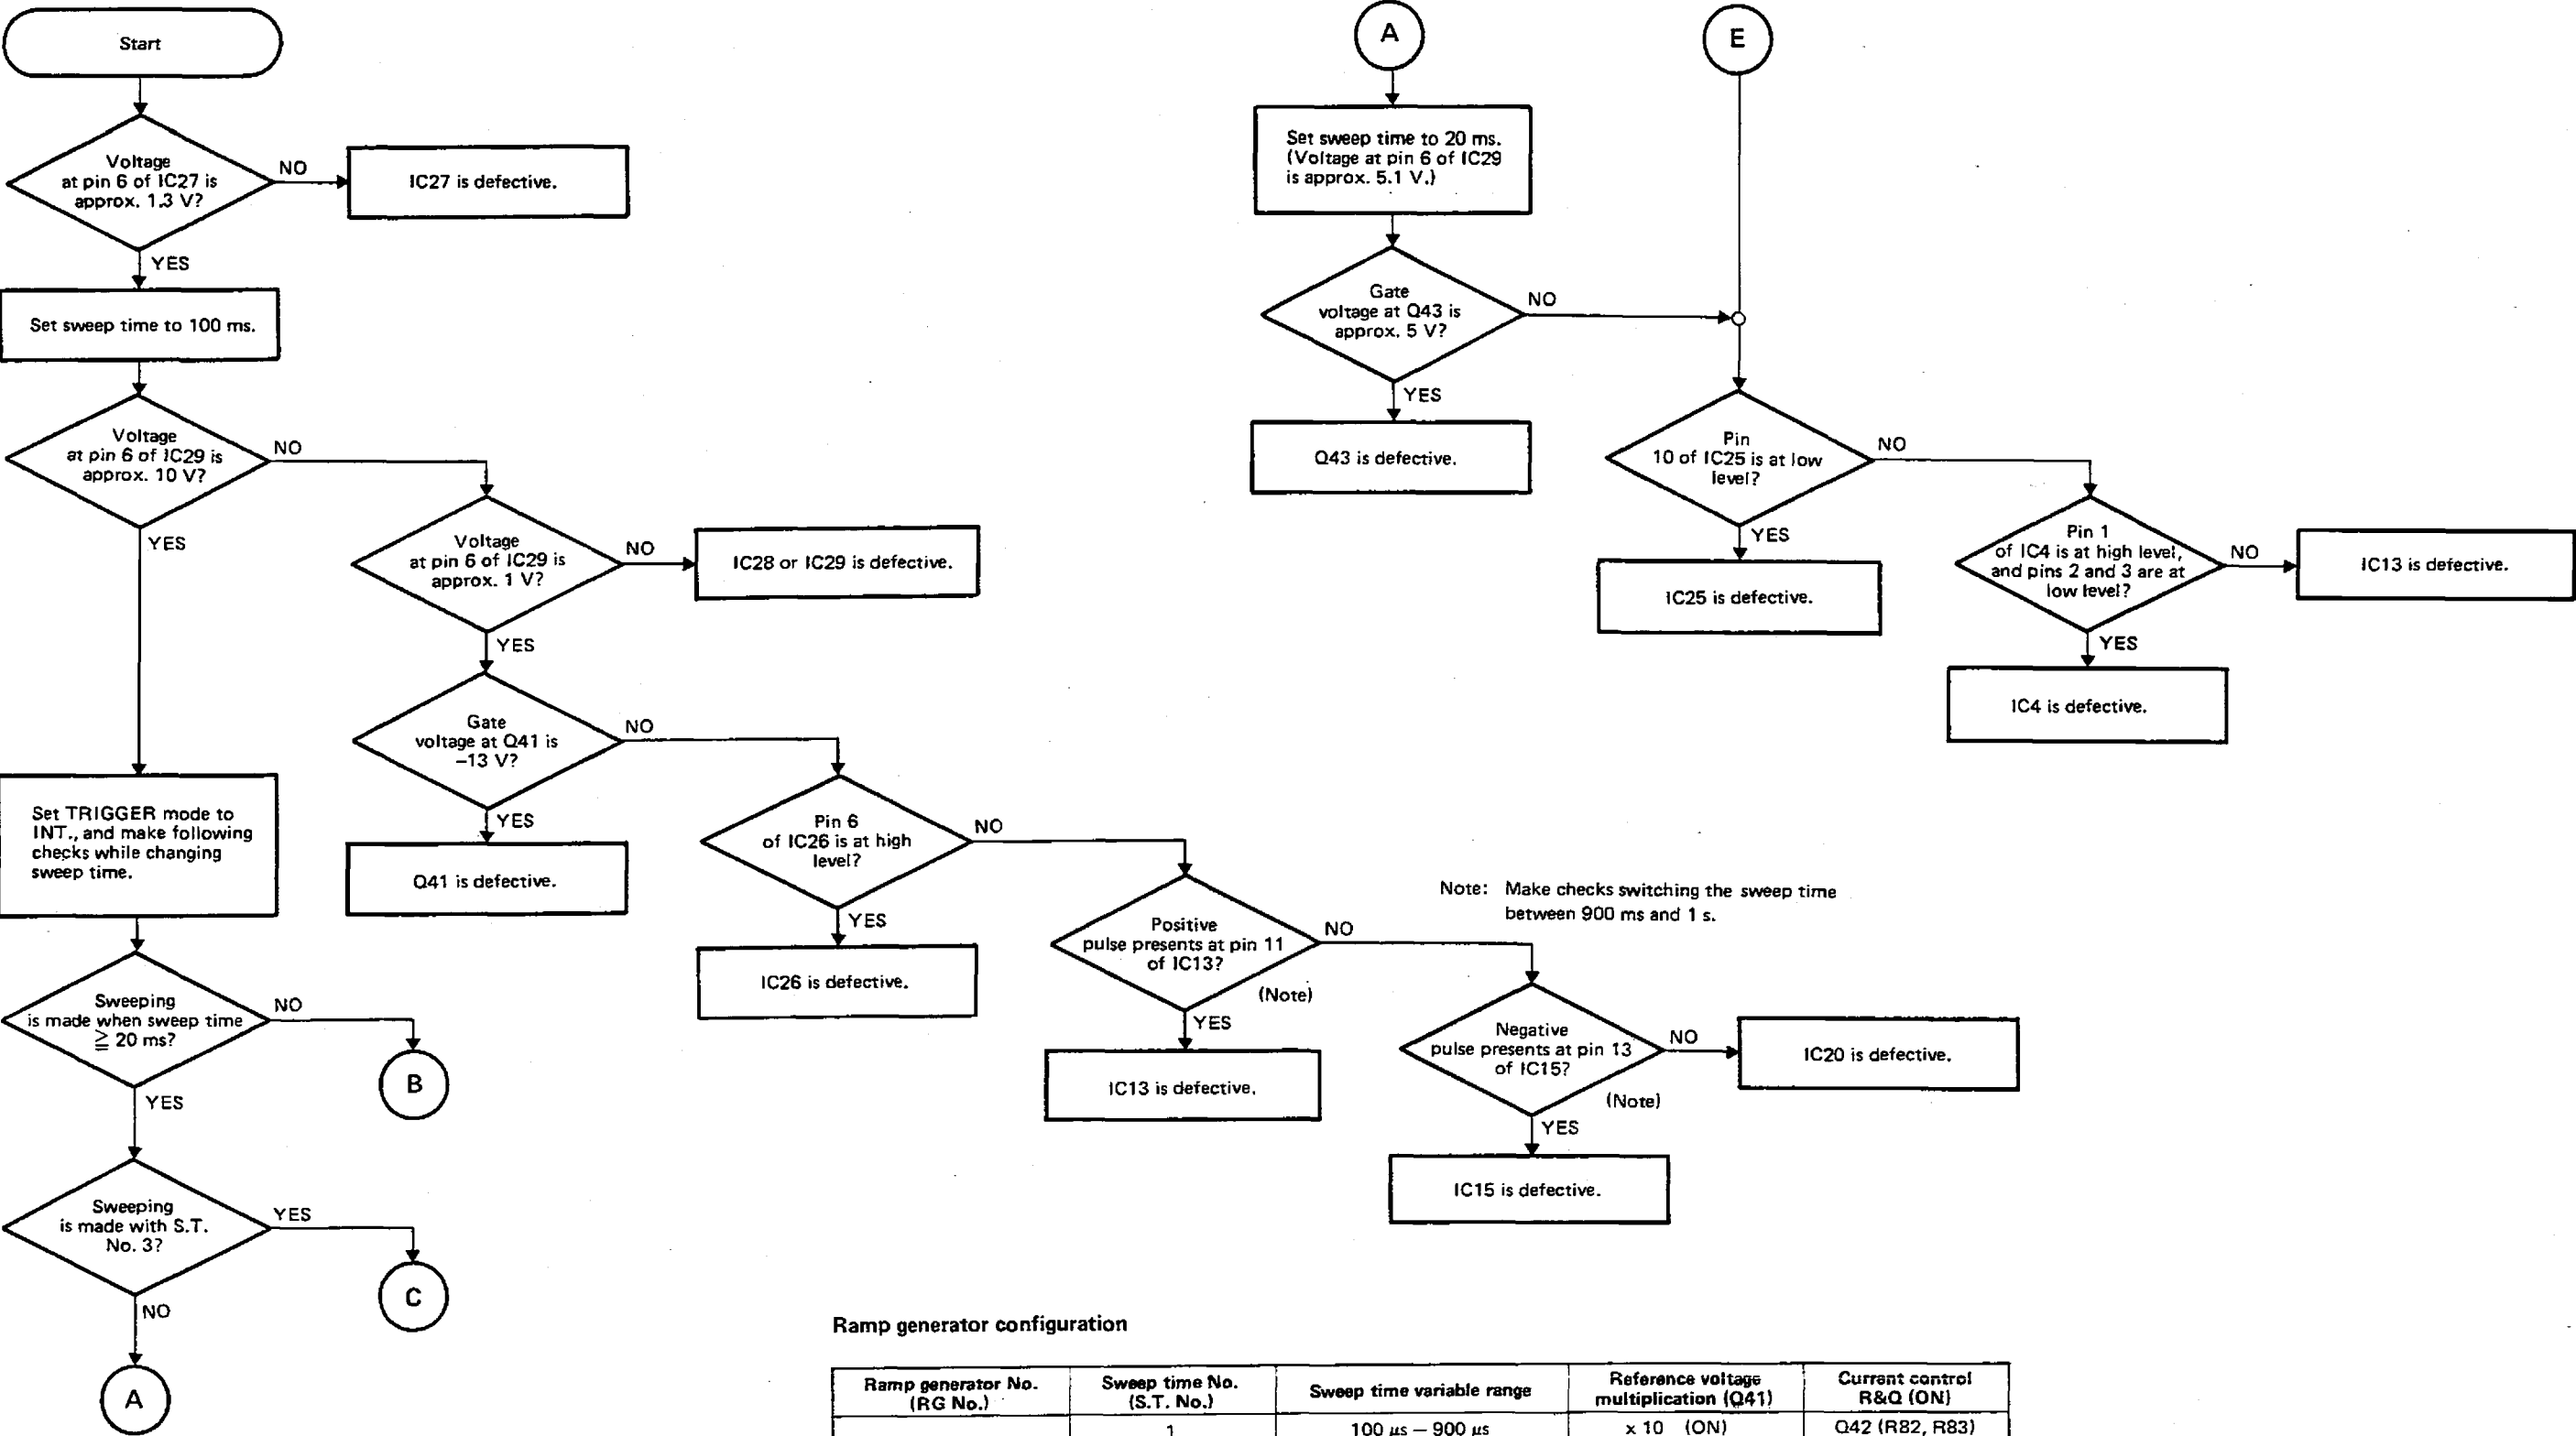 Start
Voltage
at pin 6 of IC27 is
approx. 1.3 V?
NO
IC27 is defective.
YES
Set sweep time to 100 ms.
Voltage
at pin 6 of IC29 is
approx. 10 V?
NO
YES
Voltage
at pin 6 of IC29 is
approx. 1 V?
NO
IC28 or IC29 is defective.
YES
Gate
voltage at Q41 is
–13 V?
NO
YES
Q41 is defective.
Pin 6
of IC26 is at high
level?
NO
YES
IC26 is defective.
Positive
pulse presents at pin 11
of IC13?
NO
(Note)
YES
IC13 is defective.
Note: Make checks switching the sweep time
between 900 ms and 1 s.
Negative
pulse presents at pin 13
of IC15?
NO
IC20 is defective.
(Note)
YES
IC15 is defective.
Set TRIGGER mode to
INT., and make following
checks while changing
sweep time.
Sweeping
is made when sweep time
≧ 20 ms?
NO
B
YES
Sweeping
is made with S.T.
No. 3?
YES
C
NO
A
A
Set sweep time to 20 ms.
(Voltage at pin 6 of IC29
is approx. 5.1 V.)
Gate
voltage at Q43 is
approx. 5 V?
NO
YES
Q43 is defective.
E
Pin
10 of IC25 is at low
level?
NO
YES
IC25 is defective.
Pin 1
of IC4 is at high level,
and pins 2 and 3 are at
low level?
NO
IC13 is defective.
YES
IC4 is defective.
Ramp generator configuration
Ramp generator No.
(RG No.)
Sweep time No.
(S.T. No.)
Sweep time variable range
Reference voltage
multiplication (Q41)
Current control
R&Q (ON)
1
100 μs – 900 μs
x 10 (ON)
Q42 (R82, R83)